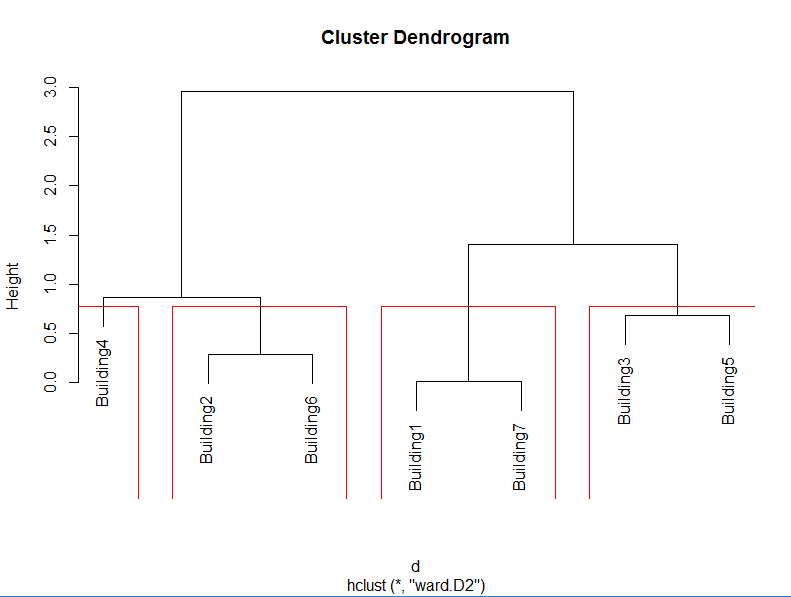 Cluster Dendrogram
Height
3.0
2.5
2.0
1.5
1.0
0.5
0.0
Building4
Building2
Building6
Building1
Building7
Building3
Building5
d
hclust (*, "ward.D2")